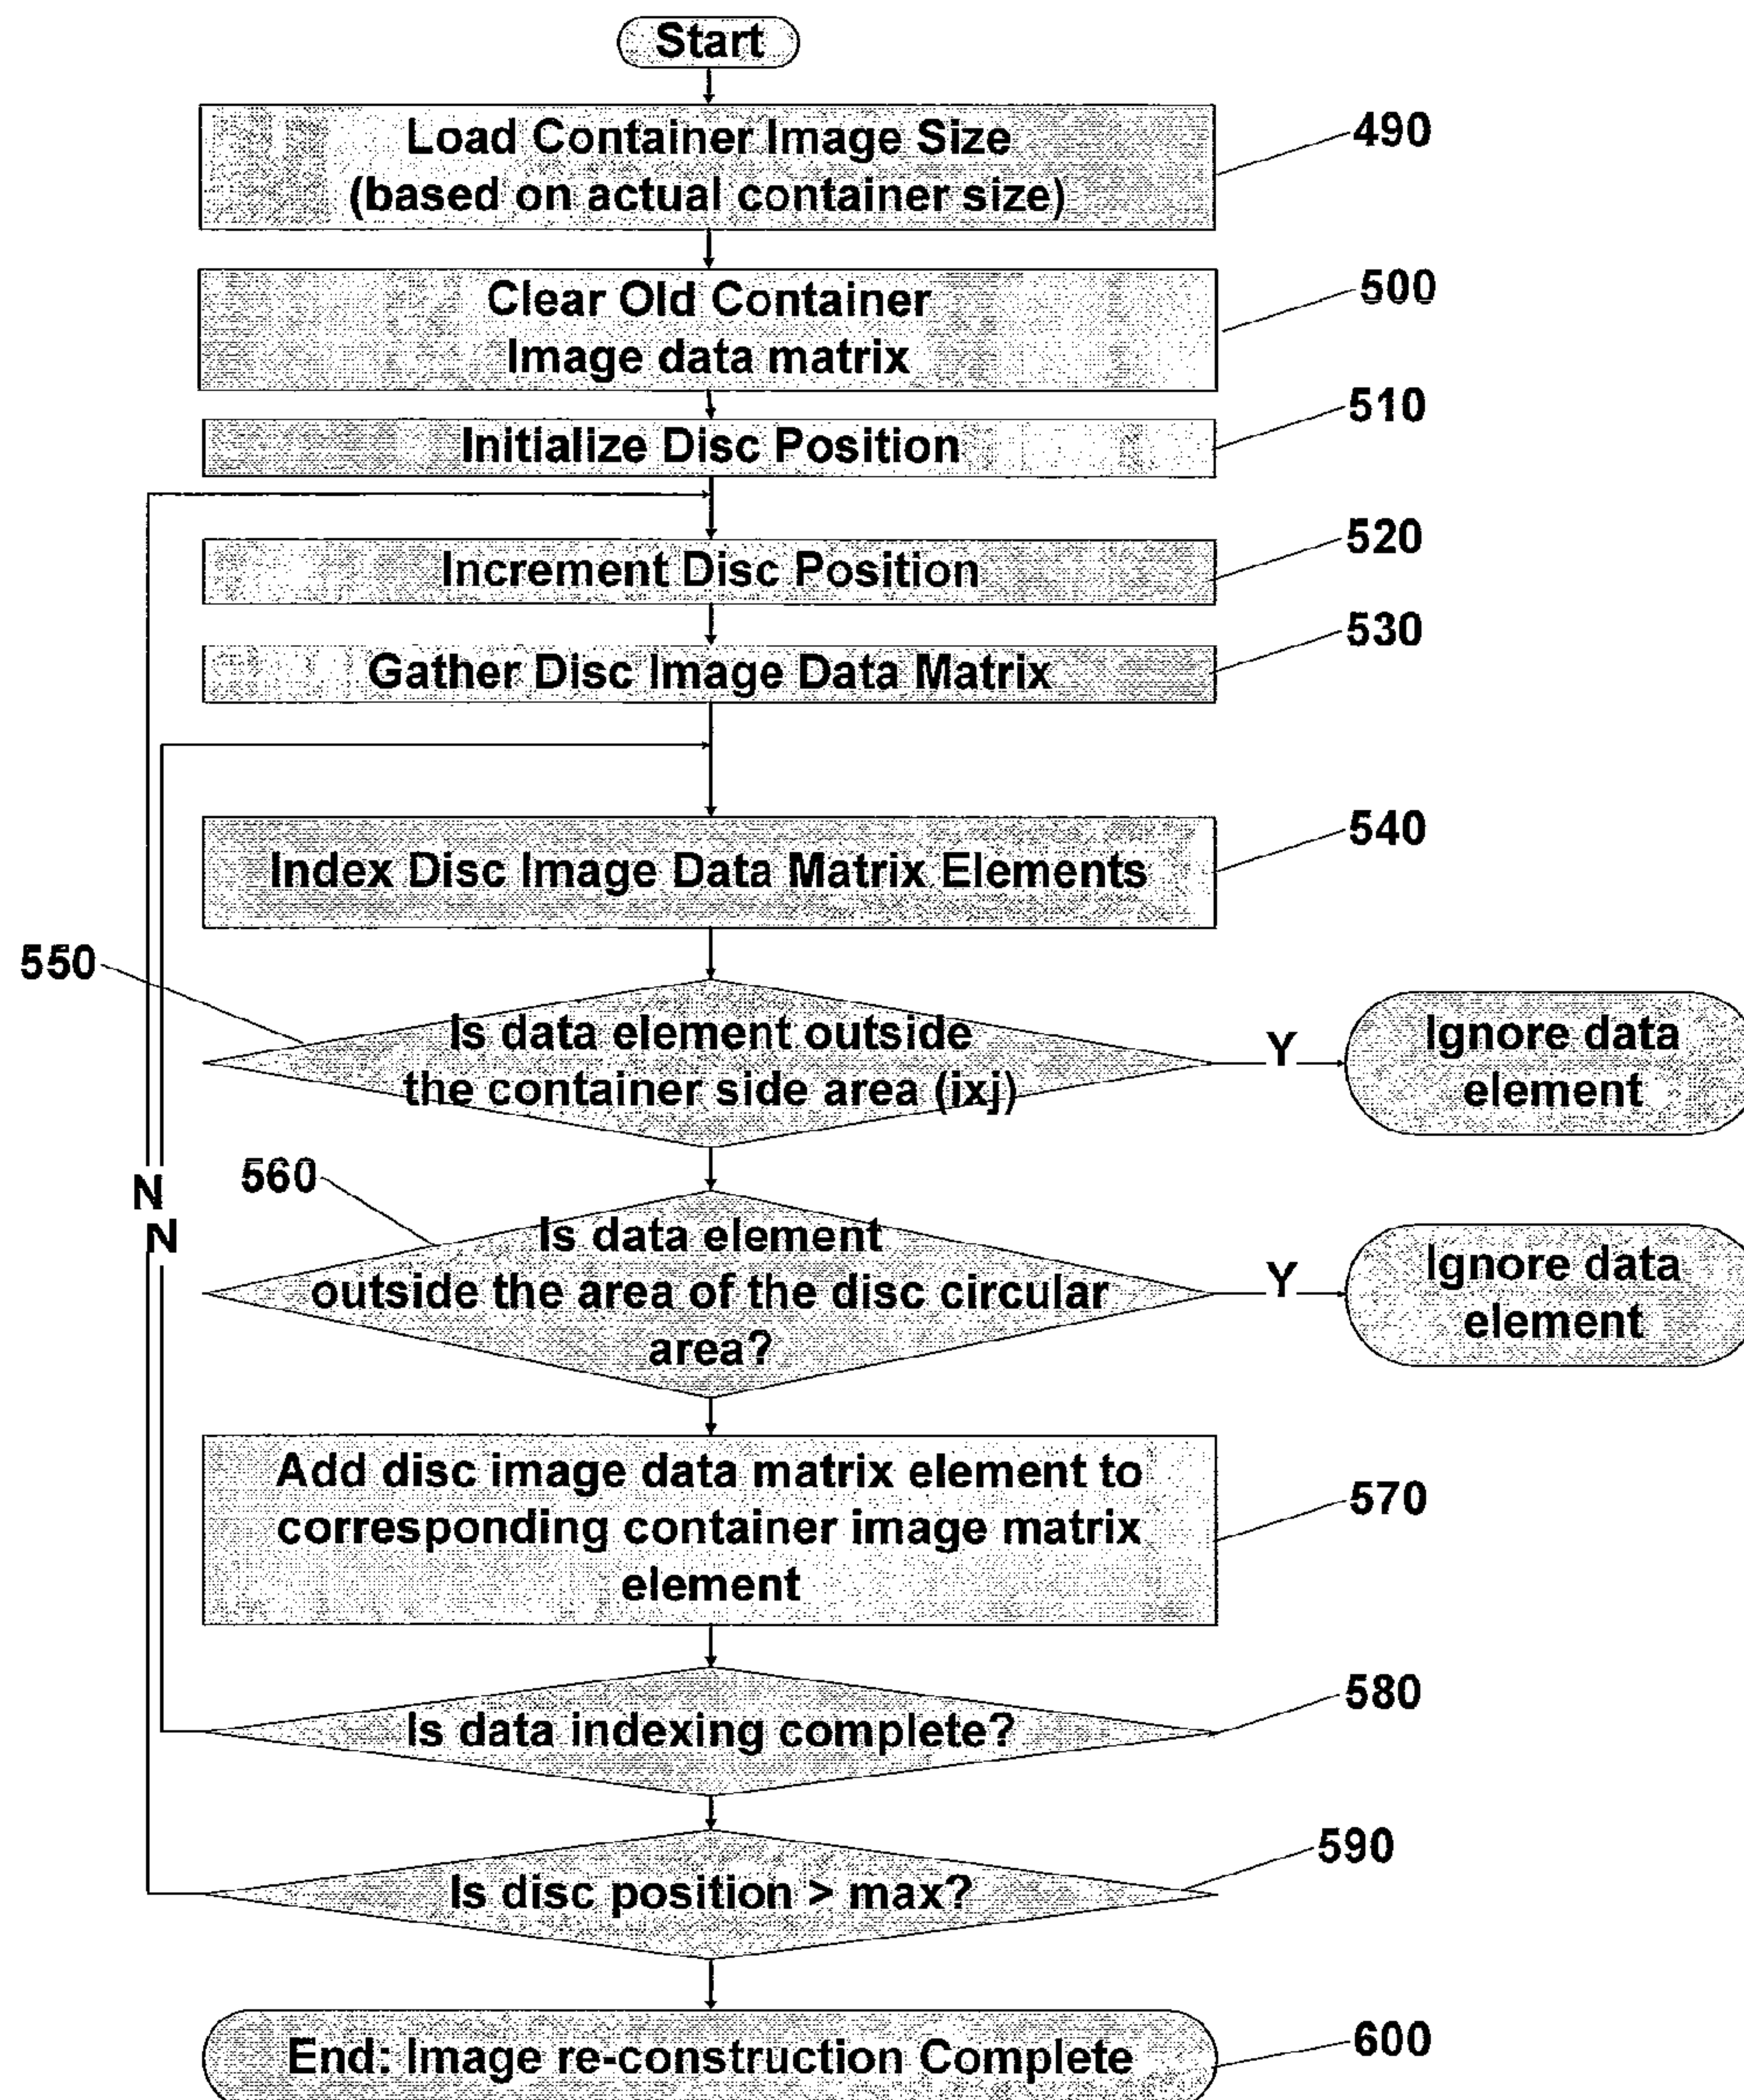 Start
Load Container Image Size
(based on actual container size)
490
Clear Old Container
Image data matrix
500
Initialize Disc Position
510
Increment Disc Position
520
Gather Disc Image Data Matrix
530
Index Disc Image Data Matrix Elements
540
550
Is data element outside
the container side area (ixj)
Y
Ignore data
element
N
N
560
Is data element
outside the area of the disc circular
area?
Y
Ignore data
element
Add disc image data matrix element to
corresponding container image matrix
element
570
Is data indexing complete?
580
Is disc position > max?
590
End: Image re-construction Complete
600